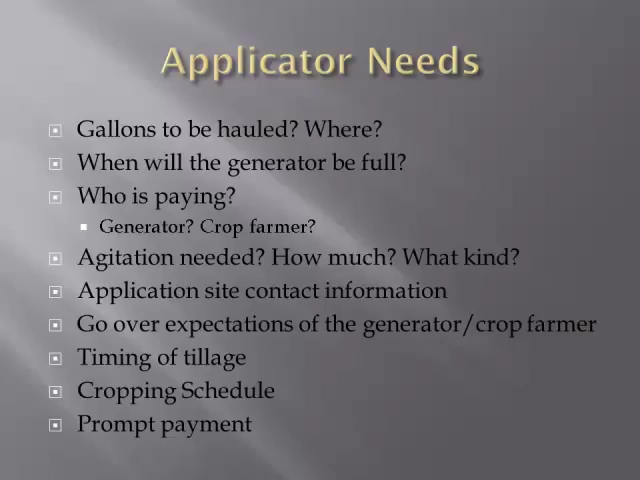 Applicator Needs
Gallons to be hauled? Where?
When will the generator be full?
Who is paying?
Generator? Crop farmer?
Agitation needed? How much? What kind?
Application site contact information
Go over expectations of the generator/crop farmer
Timing of tillage
Cropping Schedule
Prompt payment